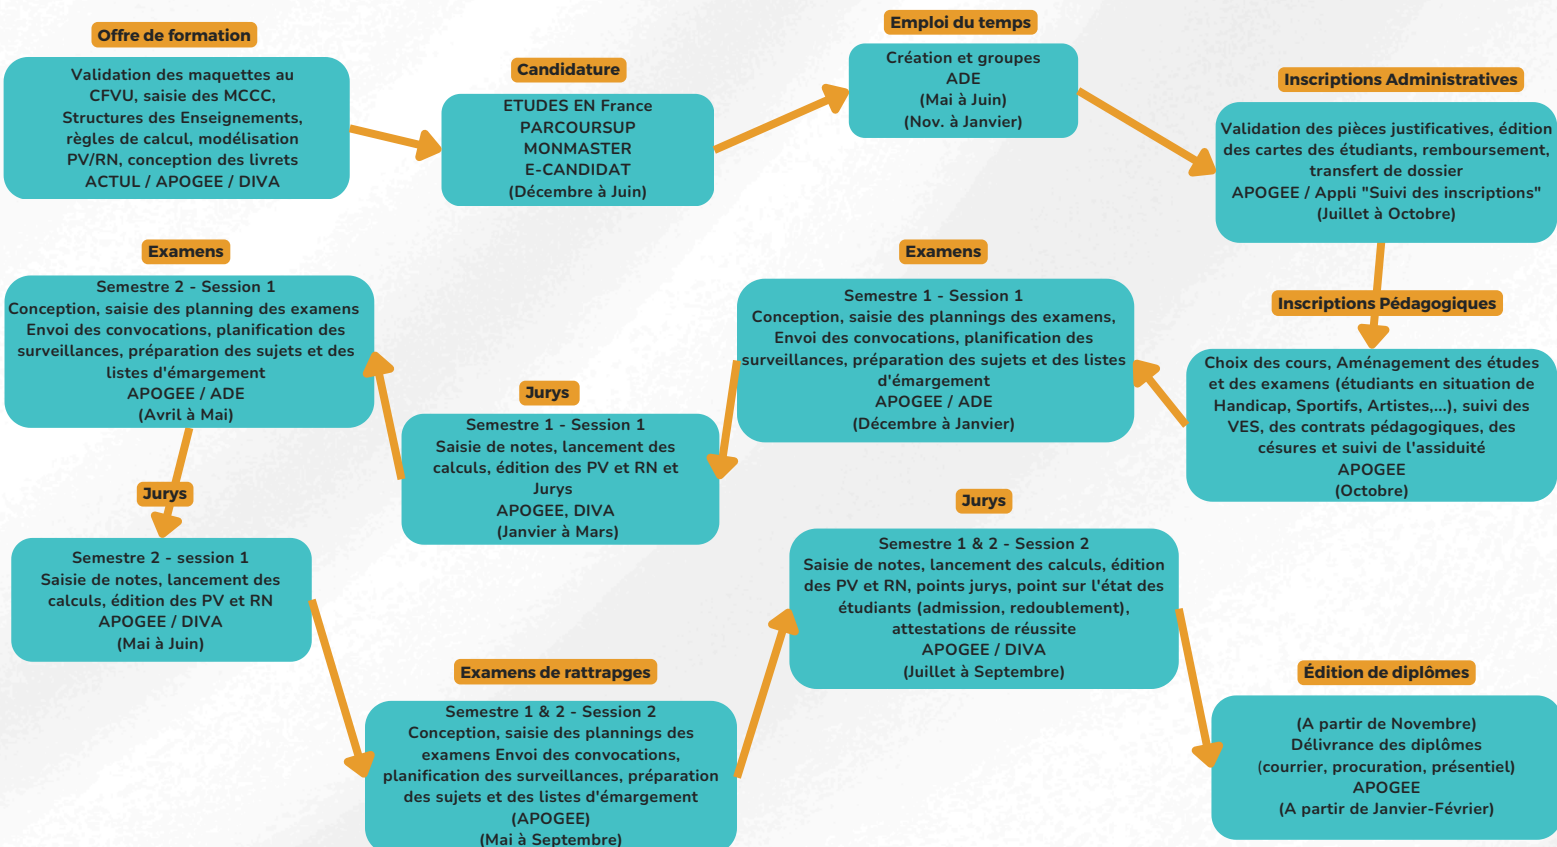 Offre de formation
Validation des maquettes au
CFVU, saisie des MCCC,
Structures des Enseignements,
règles de calcul, modélisation
PV/RN, conception des livrets
ACTUL / APOGEE / DIVA
Candidature
ETUDES EN France
PARCOURSUP
MONMASTER
E-CANDIDAT
(Décembre à Juin)
Emploi du temps
Création et groupes
ADE
(Mai à Juin)
(Nov. à Janvier)
Inscriptions Administratives
Validation des pièces justificatives, édition
des cartes des étudiants, remboursement,
transfert de dossier
APOGEE / Appli "Suivi des inscriptions"
(Juillet à Octobre)
Inscriptions Pédagogiques
Choix des cours, Aménagement des études
et des examens (étudiants en situation de
Handicap, Sportifs, Artistes,...), suivi des
VES, des contrats pédagogiques, des
césures et suivi de l'assiduité
APOGEE
(Octobre)
Examens
Semestre 1 - Session 1
Conception, saisie des plannings des examens,
Envoi des convocations, planification des
surveillances, préparation des sujets et des listes
d'émargement
APOGEE / ADE
(Décembre à Janvier)
Jurys
Semestre 1 - Session 1
Saisie de notes, lancement des
calculs, édition des PV et RN et
Jurys
APOGEE, DIVA
(Janvier à Mars)
Examens
Semestre 2 - Session 1
Conception, saisie des planning des examens
Envoi des convocations, planification des
surveillances, préparation des sujets et des
listes d'émargement
APOGEE / ADE
(Avril à Mai)
Jurys
Semestre 2 - session 1
Saisie de notes, lancement des
calculs, édition des PV et RN
APOGEE / DIVA
(Mai à Juin)
Examens de rattrapges
Semestre 1 & 2 - Session 2
Conception, saisie des plannings des
examens Envoi des convocations,
planification des surveillances, préparation
des sujets et des listes d'émargement
(APOGEE)
(Mai à Septembre)
Jurys
Semestre 1 & 2 - Session 2
Saisie de notes, lancement des calculs, édition
des PV et RN, points jurys, point sur l'état des
étudiants (admission, redoublement),
attestations de réussite
APOGEE / DIVA
(Juillet à Septembre)
Édition de diplômes
(A partir de Novembre)
Délivrance des diplômes
(courrier, procuration, présentiel)
APOGEE
(A partir de Janvier-Février)